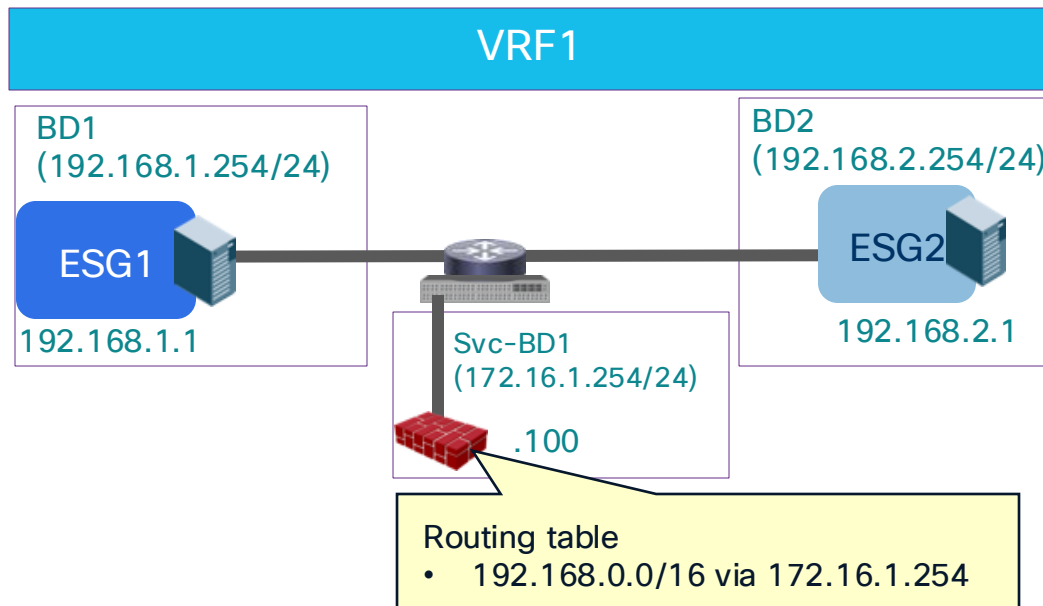 VRF1
BD1
(192.168.1.254/24)
ESG1
192.168.1.1
BD2
(192.168.2.254/24)
ESG2
192.168.2.1
Svc-BD1
(172.16.1.254/24)
.100
Routing table
• 192.168.0.0/16 via 172.16.1.254